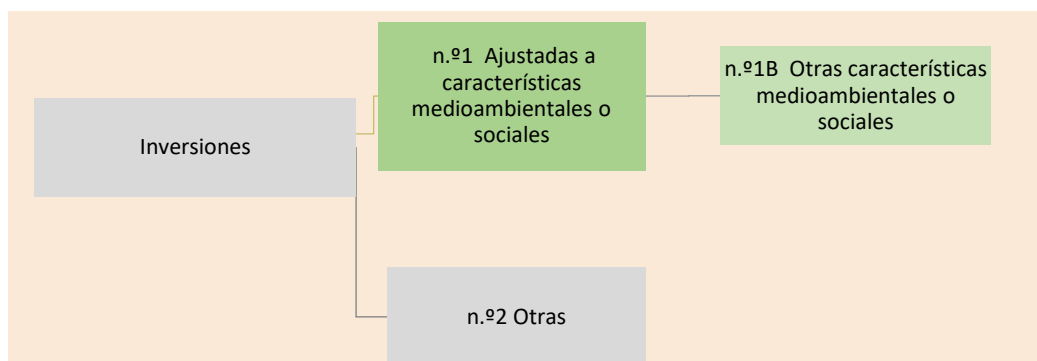 n.º1 Ajustadas a
características
medioambientales o
sociales
n.º1B Otras características
medioambientales o
sociales
Inversiones
n.º2 Otras